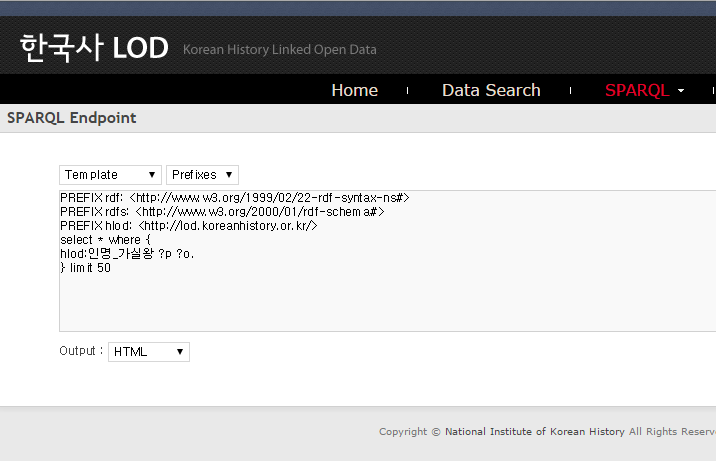 한국사 LOD Korean History Linked Open Data
Home Data Search SPARQL
SPARQL Endpoint
Template Prefixes
PREFIX rdf: <http://www.w3.org/1999/02/22-rdf-syntax-ns#>
PREFIX rdfs: <http://www.w3.org/2000/01/rdf-schema#>
PREFIX hlod: <http://lod.koreanhistory.or.kr/>
select * where {
hlod:인명_가실왕 ?p ?o.
} limit 50
Output : HTML
Copyright © National Institute of Korean History All Rights Reserv